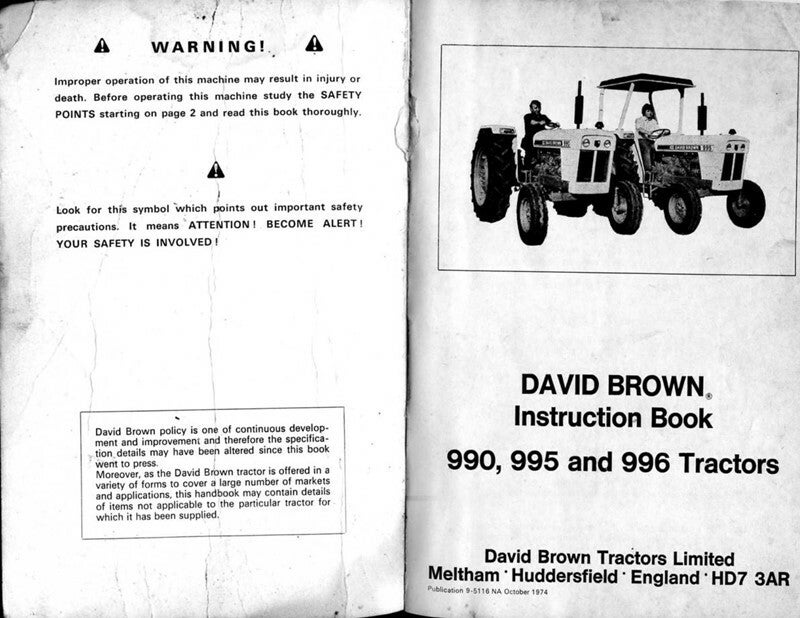 WARNING!
Improper operation of this machine may result in injury or
death. Before operating this machine study the SAFETY
POINTS starting on page 2 and read this book thoroughly.
Look for this symbol which points out important safety
precautions. It means ATTENTION! BECOME ALERT!
YOUR SAFETY IS INVOLVED!
David Brown policy is one of continuous develop-
ment and improvement and therefore the specifica-
tion details may have been altered since this book
went to press.
Moreover, as the David Brown tractor is offered in a
variety of forms to cover a large number of markets
and applications, this handbook may contain details
of items not applicable to the particular tractor for
which it has been supplied.
DAVID BROWN
DAVID BROWN 995
DAVID BROWN®
Instruction Book
990, 995 and 996 Tractors
David Brown Tractors Limited
Meltham · Huddersfield · England · HD7 3AR
Publication 9-5116 NA October 1974